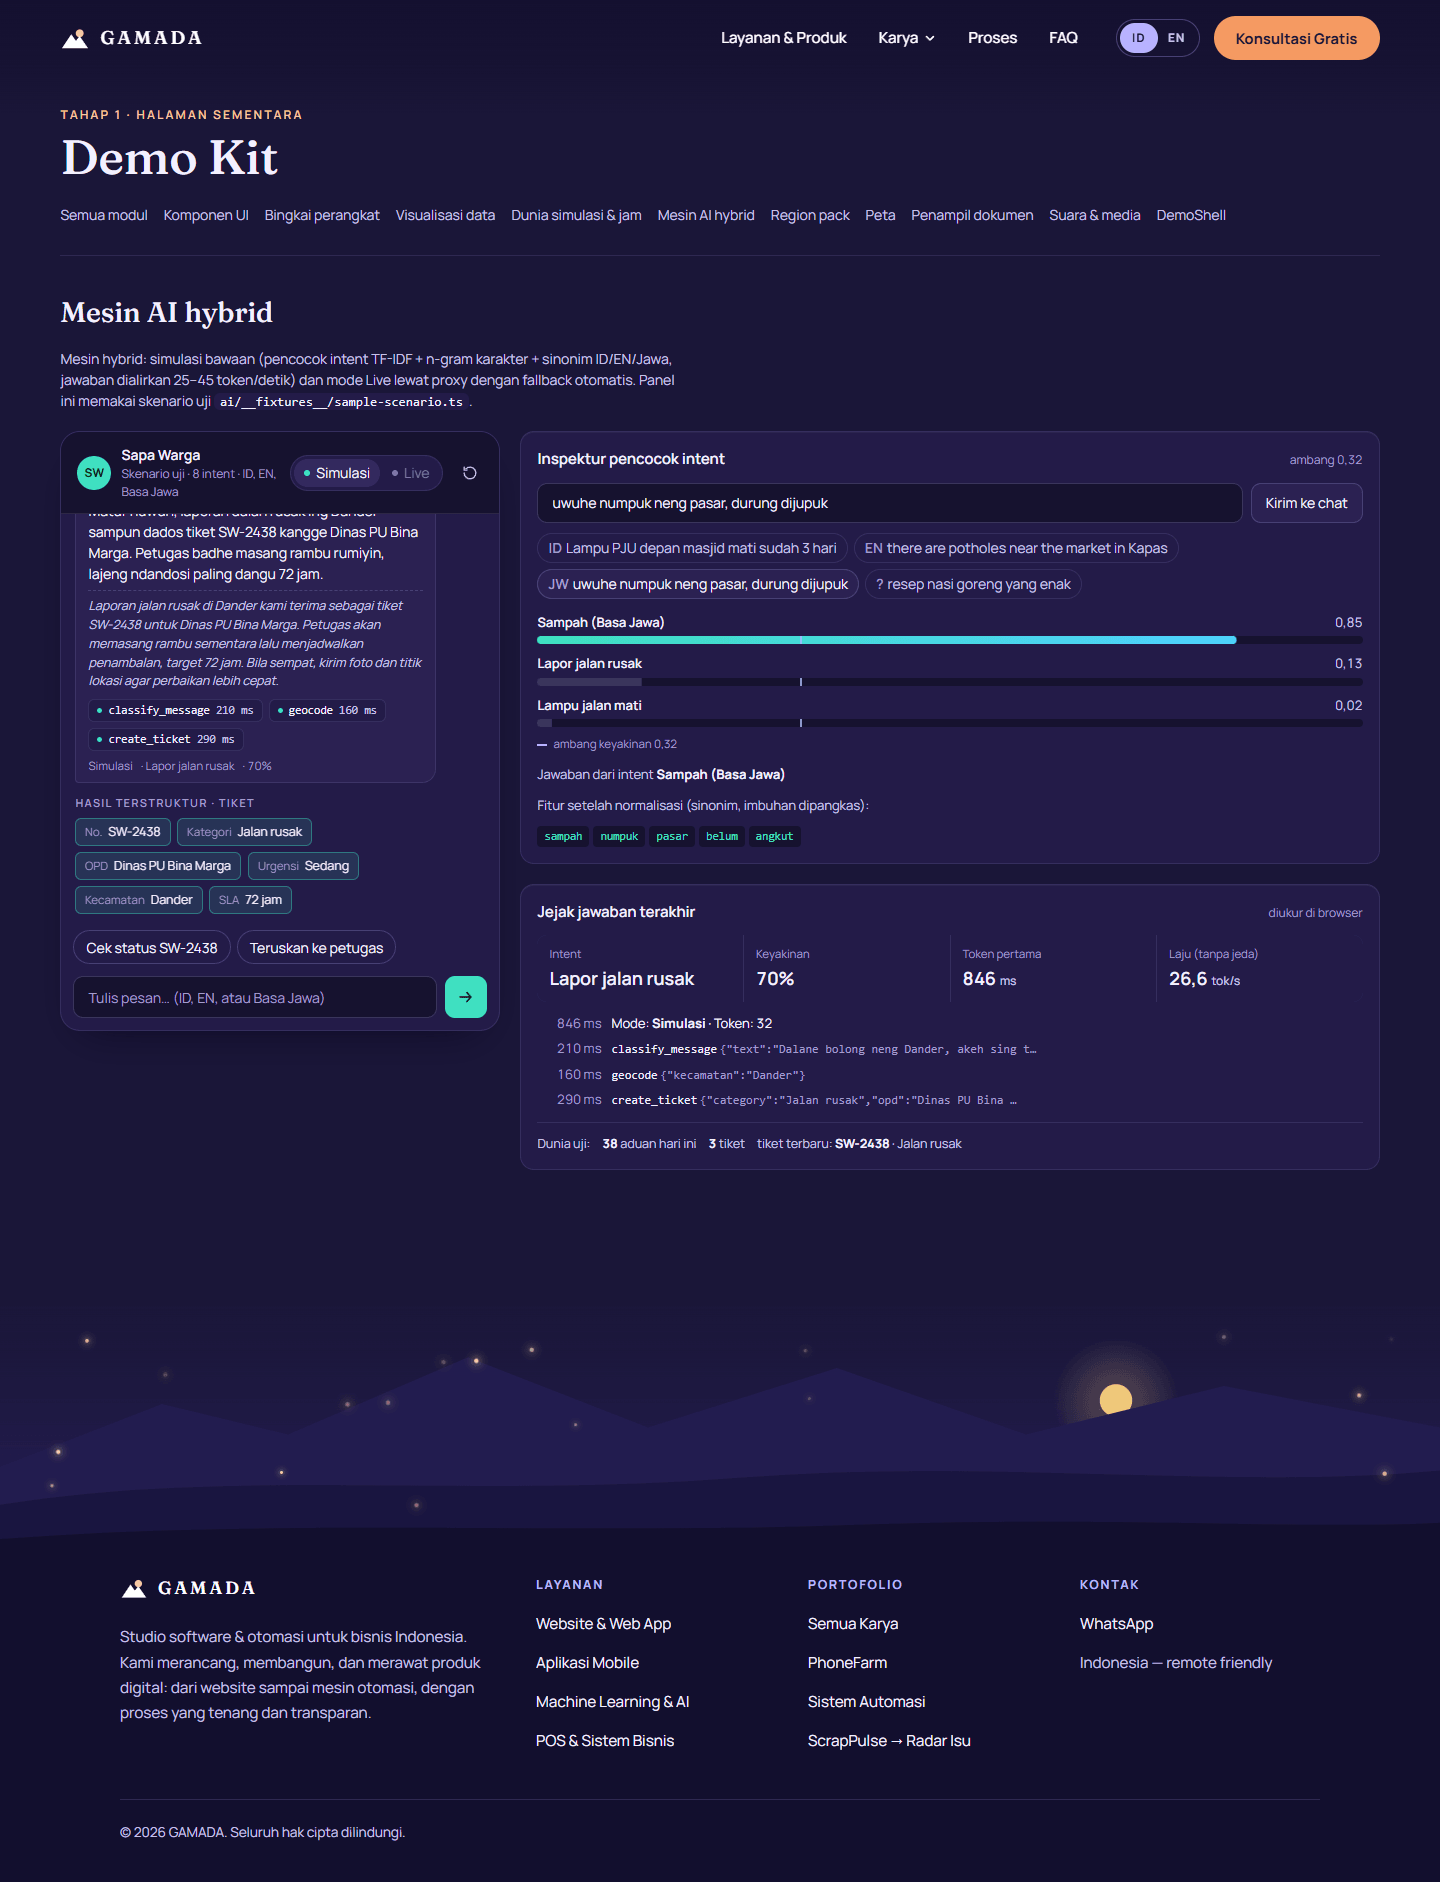 GAMADA
Layanan & Produk
Karya
Proses
FAQ
ID
EN
Konsultasi Gratis
TAHAP 1 · HALAMAN SEMENTARA
Demo Kit
Semua modul
Komponen UI
Bingkai perangkat
Visualisasi data
Dunia simulasi & jam
Mesin AI hybrid
Region pack
Peta
Penampil dokumen
Suara & media
DemoShell
Mesin AI hybrid
Mesin hybrid: simulasi bawaan (pencocok intent TF-IDF + n-gram karakter + sinonim ID/EN/Jawa,
jawaban dialirkan 25–45 token/detik) dan mode Live lewat proxy dengan fallback otomatis. Panel
ini memakai skenario uji ai/__fixtures__/sample-scenario.ts.
SW
Sapa Warga
Skenario uji · 8 intent · ID, EN,
Basa Jawa
Simulasi
Live
sampun dados tiket SW-2438 kangge Dinas PU Bina
Marga. Petugas badhe masang rambu rumiyin,
lajeng ndandosi paling dangu 72 jam.
Laporan jalan rusak di Dander kami terima sebagai tiket
SW-2438 untuk Dinas PU Bina Marga. Petugas akan
memasang rambu sementara lalu menjadwalkan
penambalan, target 72 jam. Bila sempat, kirim foto dan titik
lokasi agar perbaikan lebih cepat.
classify_message 210 ms
geocode 160 ms
create_ticket 290 ms
Simulasi · Lapor jalan rusak · 70%
HASIL TERSTRUKTUR · TIKET
No. SW-2438
Kategori Jalan rusak
OPD Dinas PU Bina Marga
Urgensi Sedang
Kecamatan Dander
SLA 72 jam
Cek status SW-2438
Teruskan ke petugas
Tulis pesan… (ID, EN, atau Basa Jawa)
Inspektur pencocok intent
ambang 0,32
uwuhe numpuk neng pasar, durung dijupuk
Kirim ke chat
ID Lampu PJU depan masjid mati sudah 3 hari
EN there are potholes near the market in Kapas
JW uwuhe numpuk neng pasar, durung dijupuk
? resep nasi goreng yang enak
Sampah (Basa Jawa) 0,85
Lapor jalan rusak 0,13
Lampu jalan mati 0,02
ambang keyakinan 0,32
Jawaban dari intent Sampah (Basa Jawa)
Fitur setelah normalisasi (sinonim, imbuhan dipangkas):
sampah numpuk pasar belum angkut
Jejak jawaban terakhir
diukur di browser
Intent
Lapor jalan rusak
Keyakinan
70%
Token pertama
846 ms
Laju (tanpa jeda)
26,6 tok/s
846 ms Mode: Simulasi · Token: 32
210 ms classify_message {"text":"Dalane bolong neng Dander, akeh sing t…
160 ms geocode {"kecamatan":"Dander"}
290 ms create_ticket {"category":"Jalan rusak","opd":"Dinas PU Bina …
Dunia uji: 38 aduan hari ini 3 tiket tiket terbaru: SW-2438 · Jalan rusak
GAMADA
Studio software & otomasi untuk bisnis Indonesia.
Kami merancang, membangun, dan merawat produk
digital: dari website sampai mesin otomasi, dengan
proses yang tenang dan transparan.
LAYANAN
Website & Web App
Aplikasi Mobile
Machine Learning & AI
POS & Sistem Bisnis
PORTOFOLIO
Semua Karya
PhoneFarm
Sistem Automasi
ScrapPulse → Radar Isu
KONTAK
WhatsApp
Indonesia — remote friendly
© 2026 GAMADA. Seluruh hak cipta dilindungi.